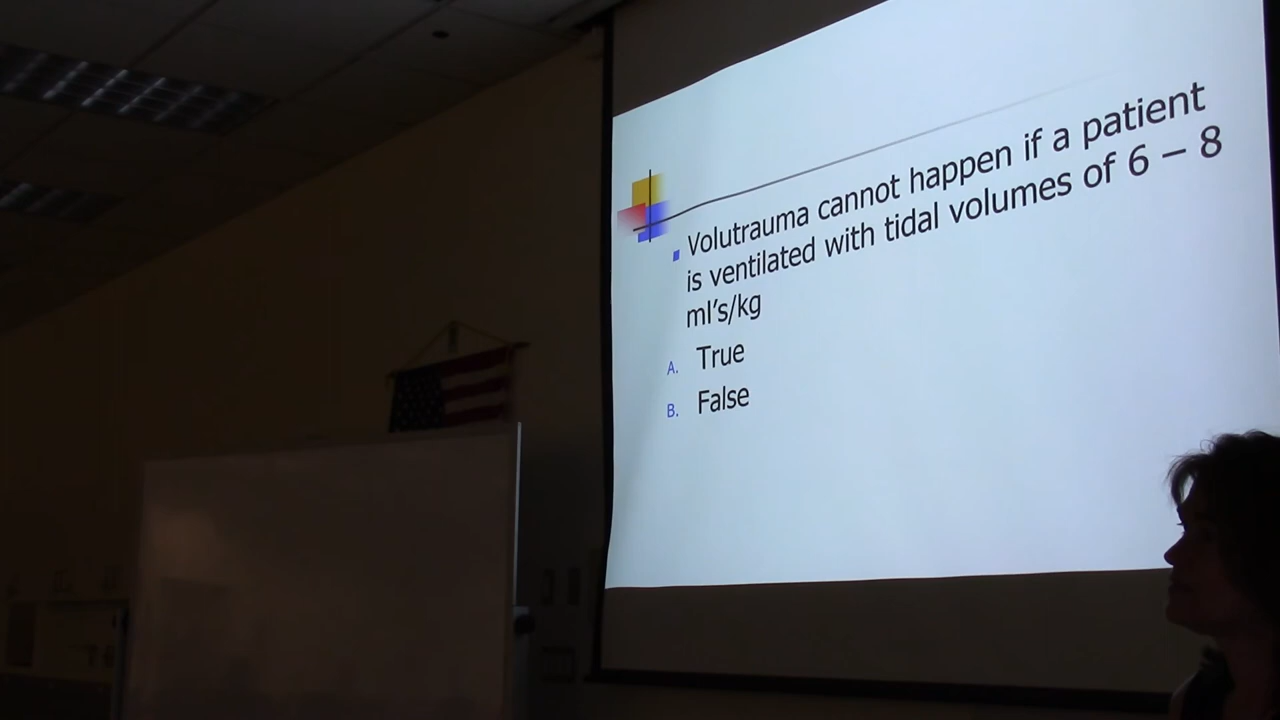 Volutrauma cannot happen if a patient
is ventilated with tidal volumes of 6 – 8
ml's/kg
A. True
B. False